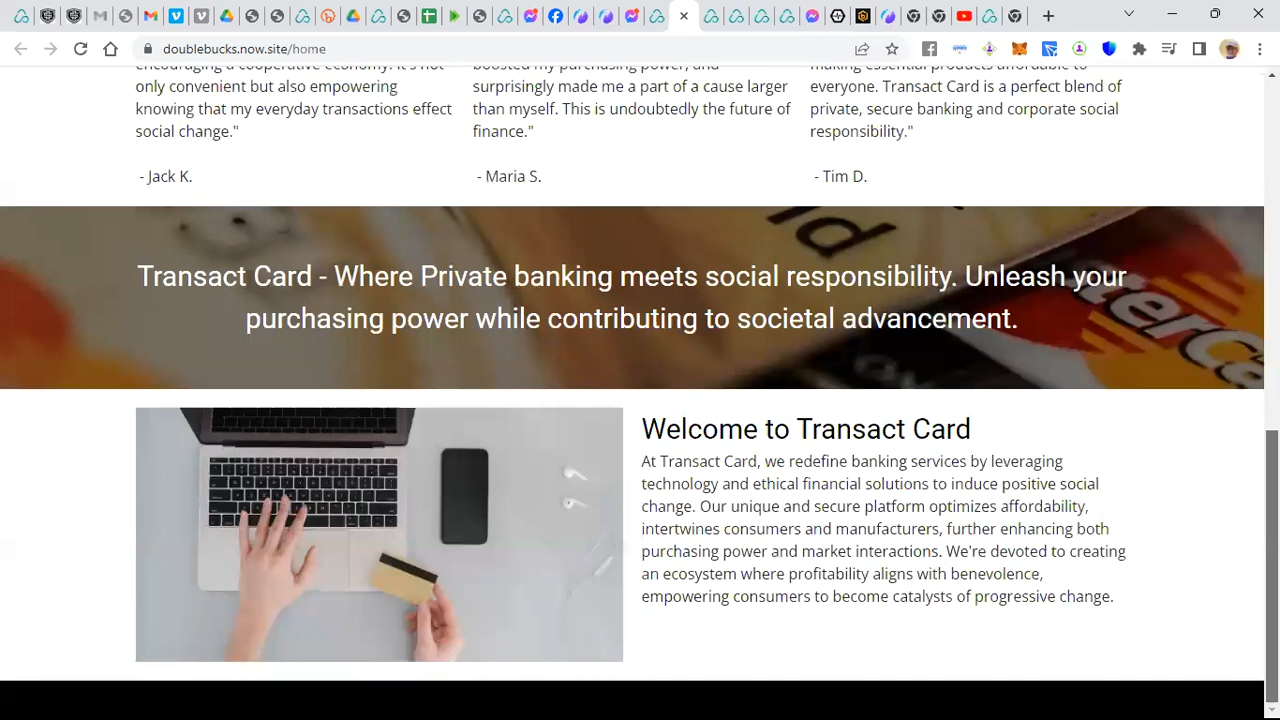 doublebucks.now.site/home
encouraging a cooperative economy. It's not
only convenient but also empowering
knowing that my everyday transactions effect
social change."
- Jack K.
boosted my purchasing power, and
surprisingly made me a part of a cause larger
than myself. This is undoubtedly the future of
finance."
- Maria S.
making essential products affordable to
everyone. Transact Card is a perfect blend of
private, secure banking and corporate social
responsibility."
- Tim D.
ld
sterCa
Transact Card - Where Private banking meets social responsibility. Unleash your
purchasing power while contributing to societal advancement.
Welcome to Transact Card
At Transact Card, we redefine banking services by leveraging
technology and ethical financial solutions to induce positive social
change. Our unique and secure platform optimizes affordability,
intertwines consumers and manufacturers, further enhancing both
purchasing power and market interactions. We're devoted to creating
an ecosystem where profitability aligns with benevolence,
empowering consumers to become catalysts of progressive change.